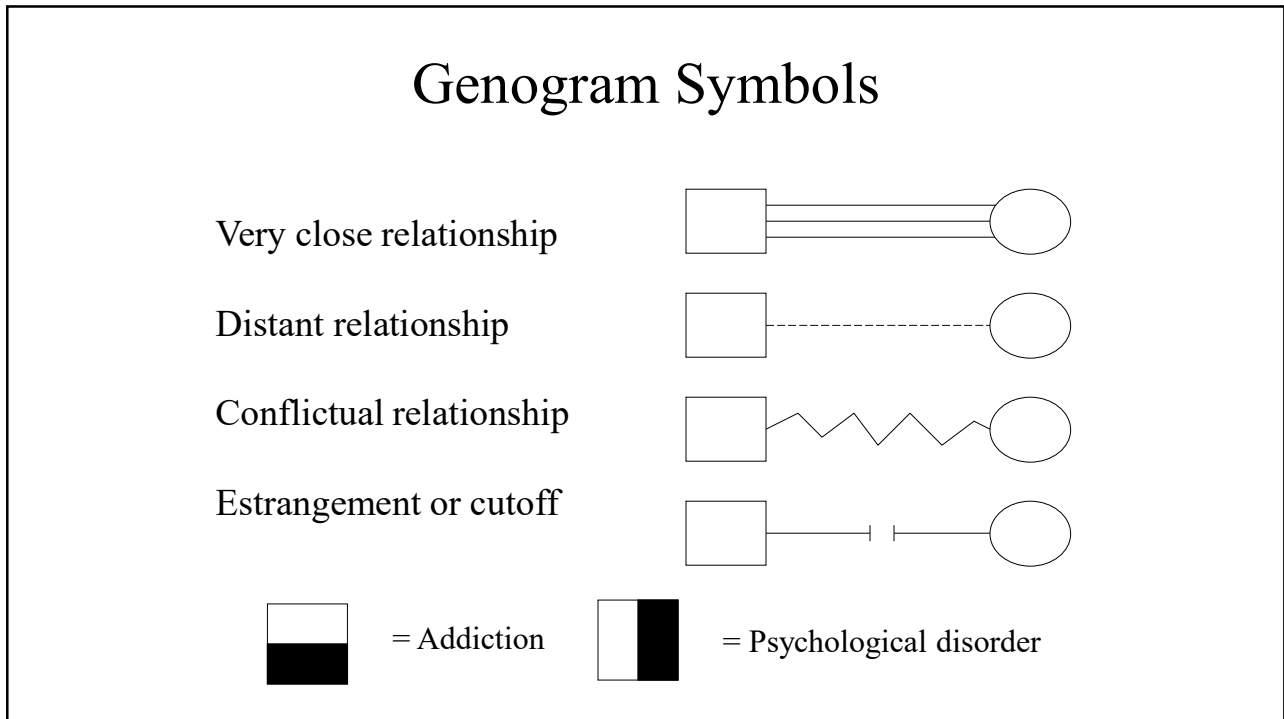 Genogram Symbols
Very close relationship
Distant relationship
Conflictual relationship
Estrangement or cutoff
= Addiction
= Psychological disorder